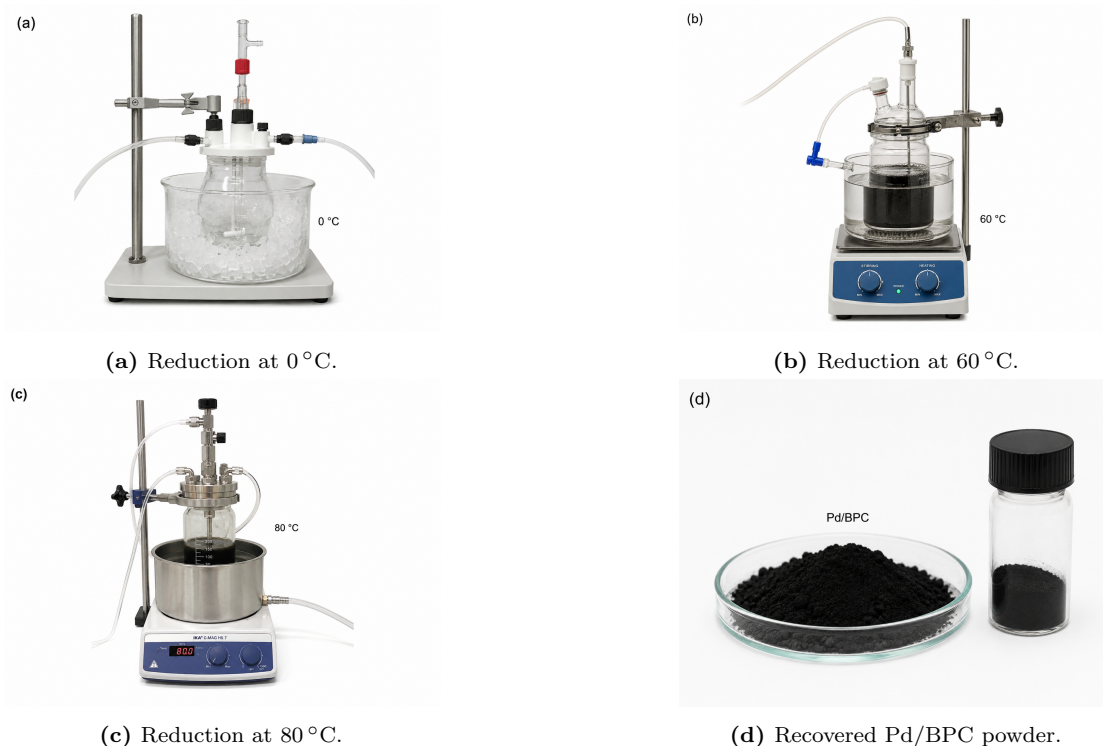 (a)
0 °C
(b)
STIRRING
HEATING
60 °C
(a) Reduction at 0 °C.
(b) Reduction at 60 °C.
(c)
80 °C
IKA® C-MAG HS 7
80.0
(c) Reduction at 80 °C.
(d)
Pd/BPC
(d) Recovered Pd/BPC powder.